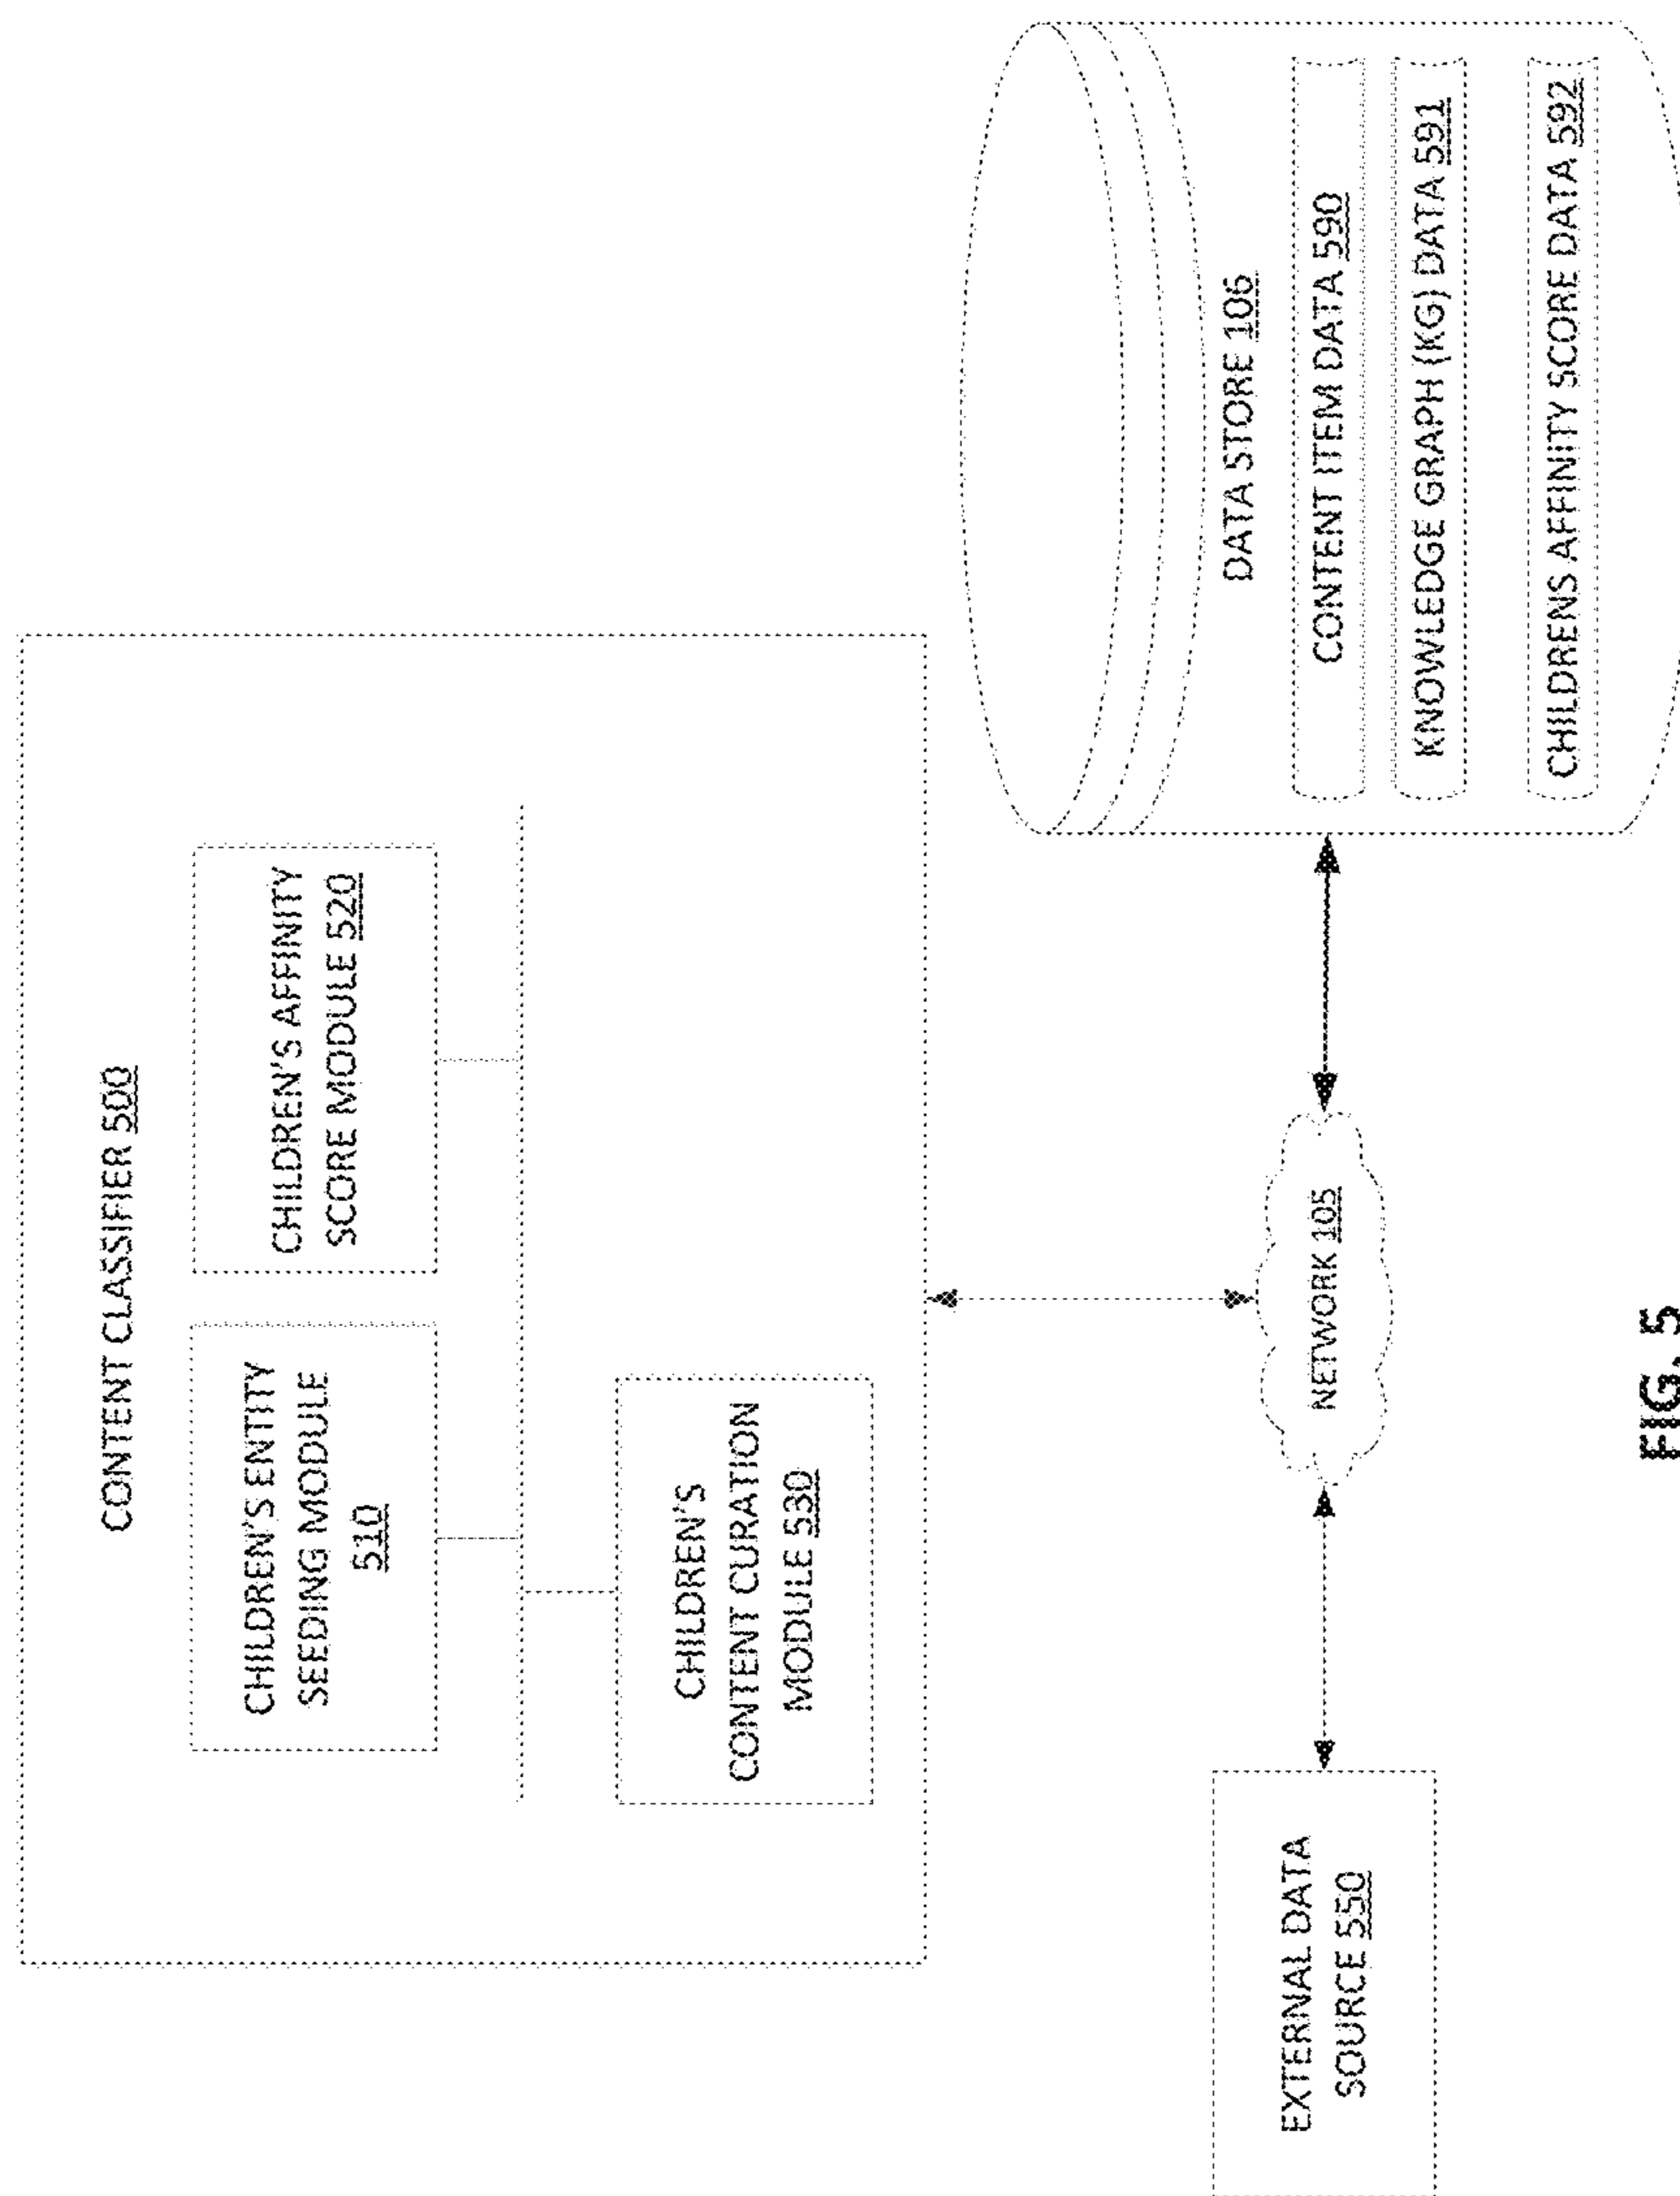 CONTENT CLASSIFIER 500
CHILDREN'S ENTITY
SEEDING MODULE
510
CHILDREN'S AFFINITY
SCORE MODULE 520
CHILDREN'S
CONTENT CURATION
MODULE 530
EXTERNAL DATA
SOURCE 550
NETWORK 105
DATA STORE 106
CONTENT ITEM DATA 590
KNOWLEDGE GRAPH (KG) DATA 591
CHILDRENS AFFINITY SCORE DATA 592
FIG. 5